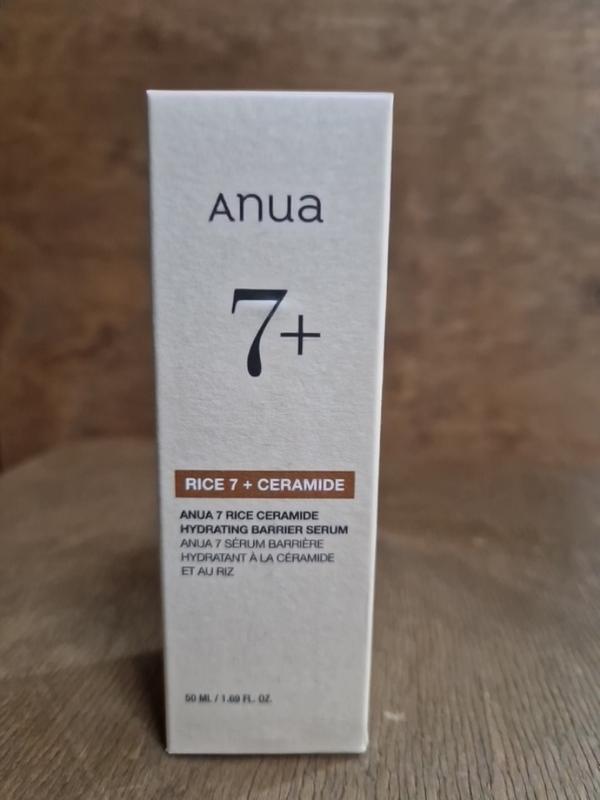 Anua
7+
RICE 7 + CERAMIDE
ANUA 7 RICE CERAMIDE
HYDRATING BARRIER SERUM
ANUA 7 SÉRUM BARRIÈRE
HYDRATANT À LA CÉRAMIDE
ET AU RIZ
50 ML / 1.69 FL. OZ.